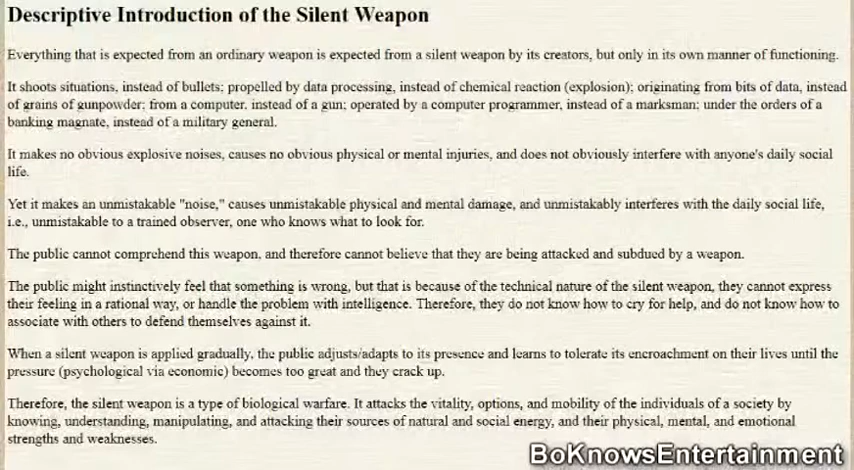 Descriptive Introduction of the Silent Weapon
Everything that is expected from an ordinary weapon is expected from a silent weapon by its creators, but only in its own manner of functioning.
It shoots situations, instead of bullets; propelled by data processing, instead of chemical reaction (explosion); originating from bits of data, instead
of grains of gunpowder; from a computer, instead of a gun; operated by a computer programmer, instead of a marksman; under the orders of a
banking magnate, instead of a military general.
It makes no obvious explosive noises, causes no obvious physical or mental injuries, and does not obviously interfere with anyone's daily social
life.
Yet it makes an unmistakable "noise," causes unmistakable physical and mental damage, and unmistakably interferes with the daily social life,
i.e., unmistakable to a trained observer, one who knows what to look for.
The public cannot comprehend this weapon, and therefore cannot believe that they are being attacked and subdued by a weapon.
The public might instinctively feel that something is wrong, but that is because of the technical nature of the silent weapon, they cannot express
their feeling in a rational way, or handle the problem with intelligence. Therefore, they do not know how to cry for help, and do not know how to
associate with others to defend themselves against it.
When a silent weapon is applied gradually, the public adjusts/adapts to its presence and learns to tolerate its encroachment on their lives until the
pressure (psychological via economic) becomes too great and they crack up.
Therefore, the silent weapon is a type of biological warfare. It attacks the vitality, options, and mobility of the individuals of a society by
knowing, understanding, manipulating, and attacking their sources of natural and social energy, and their physical, mental, and emotional
strengths and weaknesses.
BoKnowsEntertainment